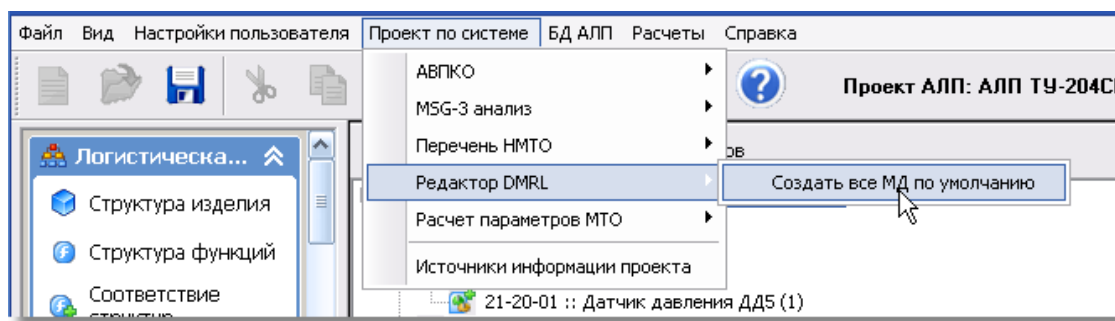 Файл Вид Настройки пользователя Проект по системе БД АЛП Расчеты Справка
АВПКО
Проект АЛП: АЛП ТУ-204С
MSG-3 анализ
Логистическа...
Перечень НМТО
ов
Редактор DMRL
Создать все МД по умолчанию
Структура изделия
Расчет параметров МТО
Структура функций
Источники информации проекта
Соответствие
21-20-01 :: Датчик давления ДД5 (1)